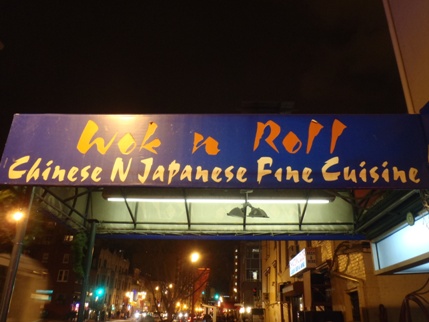 Wok n Roll
Chinese N Japanese Fine Cuisine